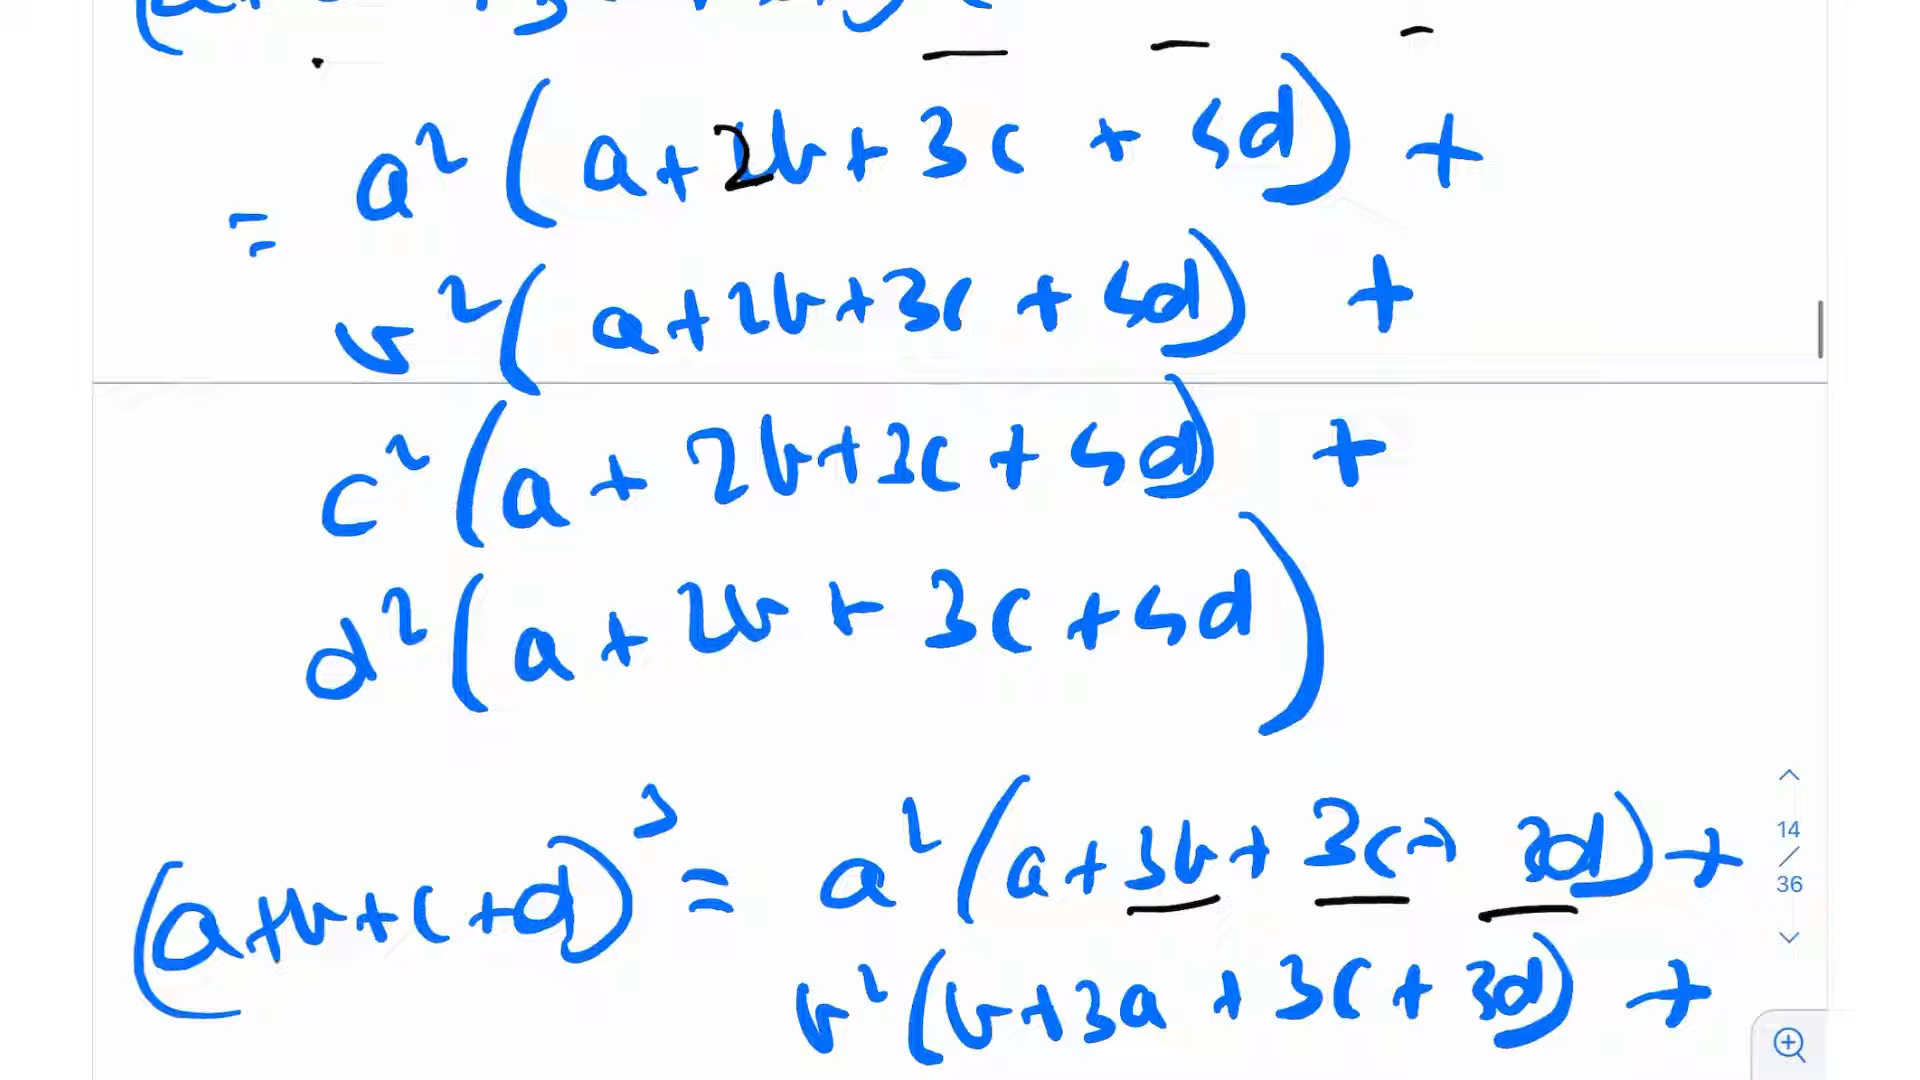 = a² (a+2b+3c+4d) +
b² (a+2b+3c+4d) +
c² (a+2b+3c+4d) +
d² (a+2b+3c+4d)
(a+b+c+d)³ = a² (a+3b+3c+3d) +
b² (b+3a+3c+3d) +
14
/
36